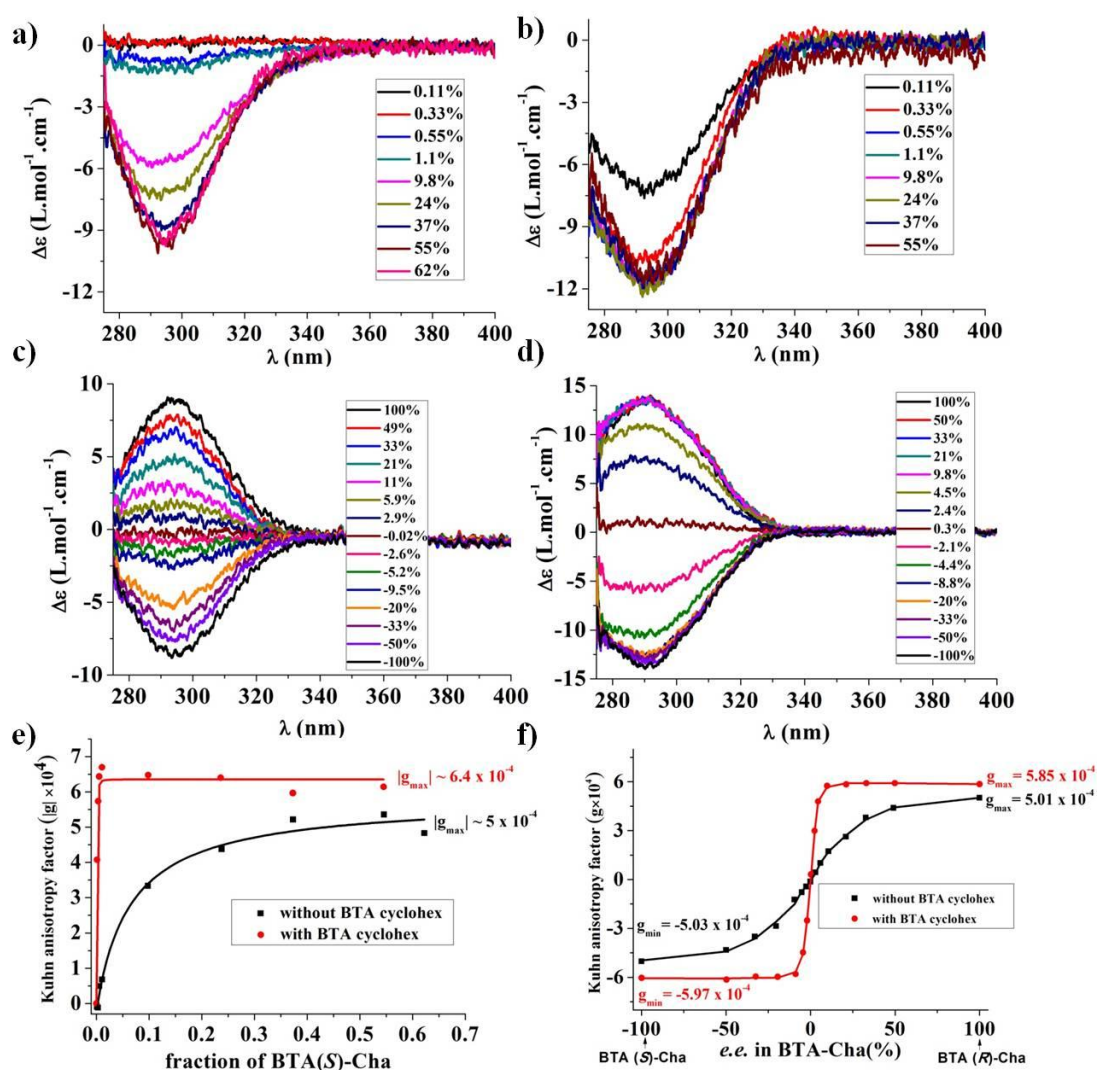 a)
0
-3
-6
-9
-12
Δε (L.mol⁻¹.cm⁻¹)
280 300 320 340 360 380 400
λ (nm)
0.11%
0.33%
0.55%
1.1%
9.8%
24%
37%
55%
62%
b)
0
-3
-6
-9
-12
Δε (L.mol⁻¹.cm⁻¹)
280 300 320 340 360 380 400
λ (nm)
0.11%
0.33%
0.55%
1.1%
9.8%
24%
37%
55%
c)
10
5
0
-5
-10
Δε (L.mol⁻¹.cm⁻¹)
280 300 320 340 360 380 400
λ (nm)
100%
49%
33%
21%
11%
5.9%
2.9%
-0.02%
-2.6%
-5.2%
-9.5%
-20%
-33%
-50%
-100%
d)
15
10
5
0
-5
-10
-15
Δε (L.mol⁻¹.cm⁻¹)
280 300 320 340 360 380 400
λ (nm)
100%
50%
33%
21%
9.8%
4.5%
2.4%
0.3%
-2.1%
-4.4%
-8.8%
-20%
-33%
-50%
-100%
e)
Kuhn anisotropy factor (|g| ×10⁴)
7
6
5
4
3
2
1
0
|gmax| ~ 6.4 x 10⁻⁴
|gmax| ~ 5 x 10⁻⁴
without BTA cyclohex
with BTA cyclohex
0.0 0.1 0.2 0.3 0.4 0.5 0.6 0.7
fraction of BTA(S)-Cha
f)
Kuhn anisotropy factor (g×10⁴)
9
6
3
0
-3
-6
gmax = 5.85 x 10⁻⁴
gmax = 5.01 x 10⁻⁴
without BTA cyclohex
with BTA cyclohex
gmin = -5.03 x 10⁻⁴
gmin = -5.97 x 10⁻⁴
-100 -50 0 50 100
BTA (S)-Cha
e.e. in BTA-Cha(%)
BTA (R)-Cha